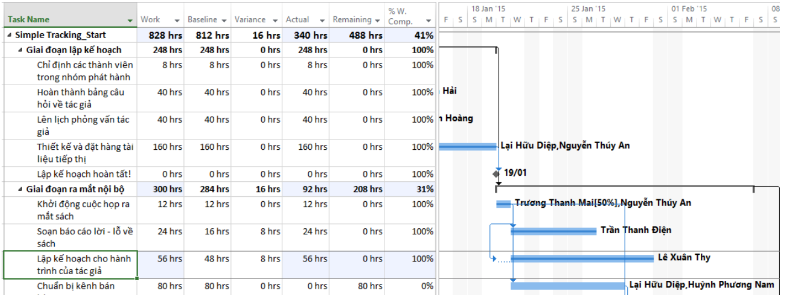 18 Jan '15 25 Jan '15 01 Feb '15 08
Task Name Work Baseline Variance Actual Remaining % W. Comp. F S S M T W T F S S M T W T F S S M T W T F S S
Simple Tracking_Start 828 hrs 812 hrs 16 hrs 340 hrs 488 hrs 41%
Giai đoạn lập kế hoạch 248 hrs 248 hrs 0 hrs 248 hrs 0 hrs 100%
Chỉ định các thành viên 8 hrs 8 hrs 0 hrs 8 hrs 0 hrs 100%
trong nhóm phát hành
Hoàn thành bảng câu 40 hrs 40 hrs 0 hrs 40 hrs 0 hrs 100% Hải
hỏi về tác giả
Lên lịch phỏng vấn tác 40 hrs 40 hrs 0 hrs 40 hrs 0 hrs 100% Hoàng
giả
Thiết kế và đặt hàng tài 160 hrs 160 hrs 0 hrs 160 hrs 0 hrs 100% Lại Hữu Diệp,Nguyễn Thúy An
liệu tiếp thị
Lập kế hoạch hoàn tất! 0 hrs 0 hrs 0 hrs 0 hrs 0 hrs 100% 19/01
Giai đoạn ra mắt nội bộ 300 hrs 284 hrs 16 hrs 92 hrs 208 hrs 31%
Khởi động cuộc họp ra 12 hrs 12 hrs 0 hrs 12 hrs 0 hrs 100% Trương Thanh Mai[50%],Nguyễn Thúy An
mắt sách
Soạn báo cáo lời - lỗ về 24 hrs 16 hrs 8 hrs 24 hrs 0 hrs 100% Trần Thanh Điện
sách
Lập kế hoạch cho hành 56 hrs 48 hrs 8 hrs 56 hrs 0 hrs 100% Lê Xuân Thy
trình của tác giả
Chuẩn bị kênh bán 80 hrs 80 hrs 0 hrs 0 hrs 80 hrs 0% Lại Hữu Diệp,Huỳnh Phương Nam